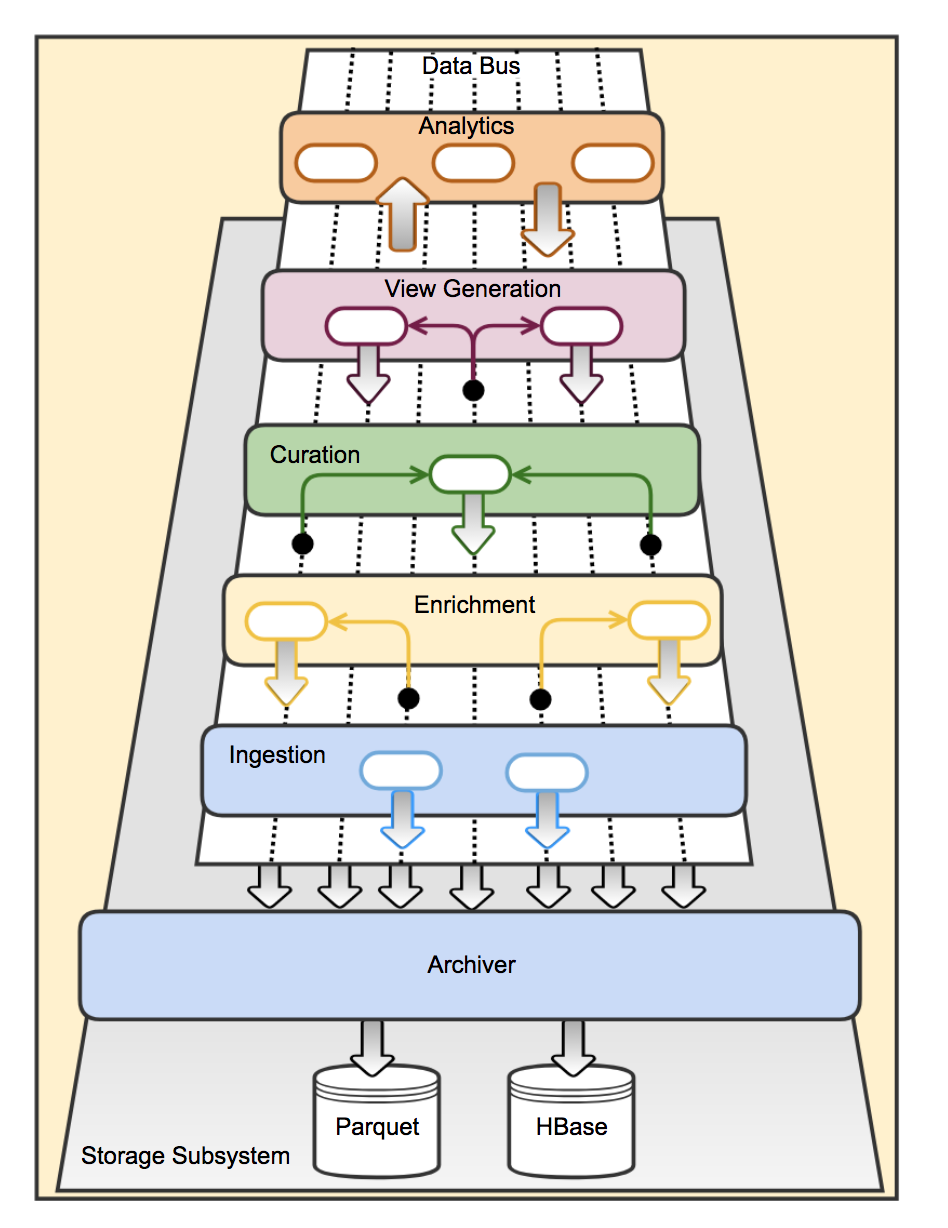 Data Bus
Analytics
View Generation
Curation
Enrichment
Ingestion
Archiver
Parquet
HBase
Storage Subsystem